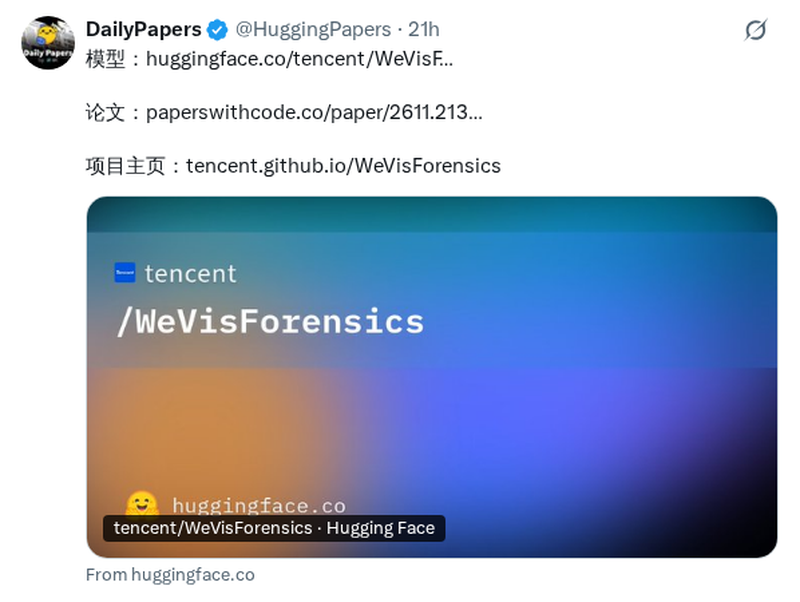 DailyPapers @HuggingPapers · 21h
模型：huggingface.co/tencent/WeVisF...
论文：paperswithcode.co/paper/2611.213...
项目主页：tencent.github.io/WeVisForensics
tencent
/WeVisForensics
huggingface.co
tencent/WeVisForensics · Hugging Face
From huggingface.co